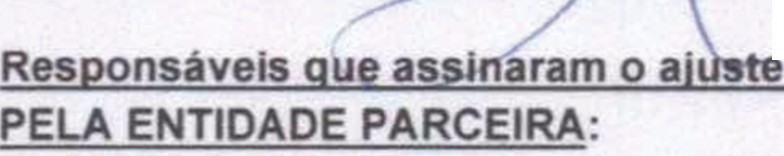 Responsáveis que assinaram o ajuste
PELA ENTIDADE PARCEIRA: